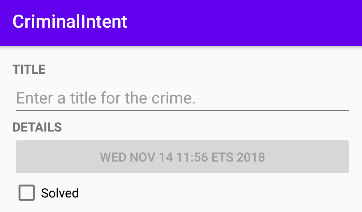 CriminalIntent
TITLE
Enter a title for the crime.
DETAILS
WED NOV 14 11:56 ETS 2018
Solved